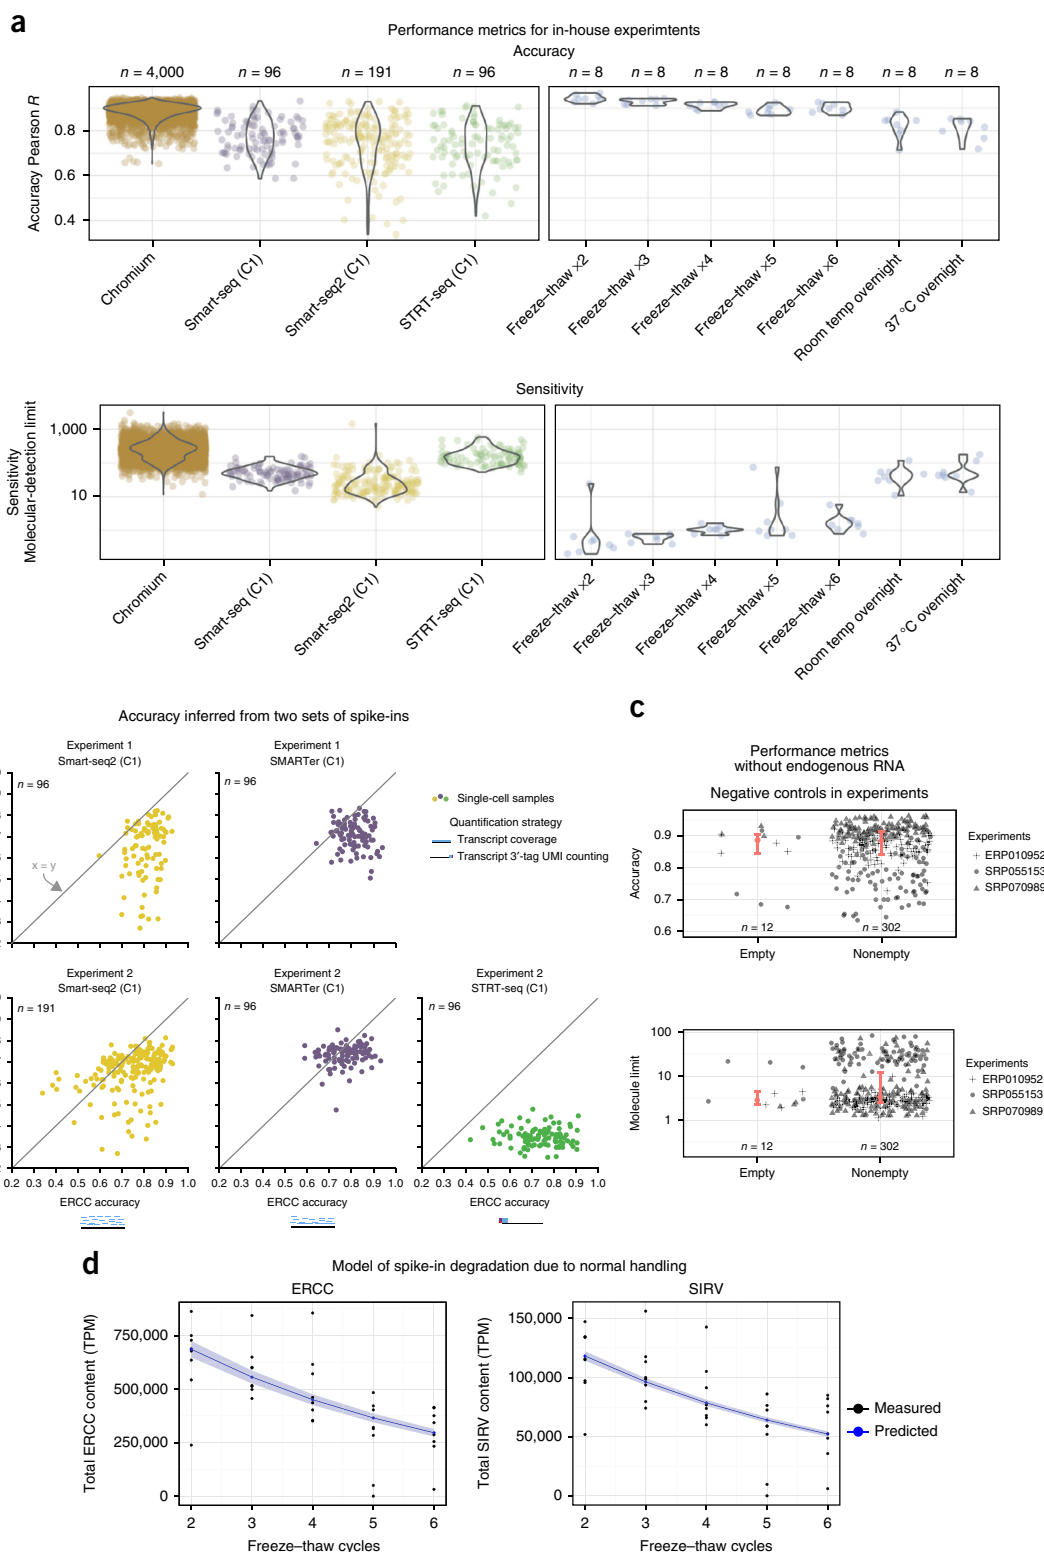 a
Performance metrics for in-house experimtents
Accuracy
n = 4,000
n = 96
n = 191
n = 96
n = 8
n = 8
n = 8
n = 8
n = 8
n = 8
n = 8
Accuracy Pearson R
0.8
0.6
0.4
Chromium
Smart-seq (C1)
Smart-seq2 (C1)
STRT-seq (C1)
Freeze–thaw ×2
Freeze–thaw ×3
Freeze–thaw ×4
Freeze–thaw ×5
Freeze–thaw ×6
Room temp overnight
37 °C overnight
Sensitivity
Sensitivity
Molecular-detection limit
1,000
10
Chromium
Smart-seq (C1)
Smart-seq2 (C1)
STRT-seq (C1)
Freeze–thaw ×2
Freeze–thaw ×3
Freeze–thaw ×4
Freeze–thaw ×5
Freeze–thaw ×6
Room temp overnight
37 °C overnight
Accuracy inferred from two sets of spike-ins
Experiment 1
Smart-seq2 (C1)
n = 96
x = y
Experiment 1
SMARTer (C1)
n = 96
Single-cell samples
Quantification strategy
Transcript coverage
Transcript 3′-tag UMI counting
Experiment 2
Smart-seq2 (C1)
n = 191
0.2 0.3 0.4 0.5 0.6 0.7 0.8 0.9 1.0
ERCC accuracy
Experiment 2
SMARTer (C1)
n = 96
0.2 0.3 0.4 0.5 0.6 0.7 0.8 0.9 1.0
ERCC accuracy
Experiment 2
STRT-seq (C1)
n = 96
0.2 0.3 0.4 0.5 0.6 0.7 0.8 0.9 1.0
ERCC accuracy
c
Performance metrics
without endogenous RNA
Negative controls in experiments
Accuracy
0.9
0.8
0.7
0.6
n = 12
n = 302
Empty
Nonempty
Experiments
ERP010952
SRP055153
SRP070989
Molecule limit
100
10
1
n = 12
n = 302
Empty
Nonempty
Experiments
ERP010952
SRP055153
SRP070989
d
Model of spike-in degradation due to normal handling
ERCC
Total ERCC content (TPM)
750,000
500,000
250,000
0
2 3 4 5 6
Freeze–thaw cycles
SIRV
Total SIRV content (TPM)
150,000
100,000
50,000
0
2 3 4 5 6
Freeze–thaw cycles
Measured
Predicted